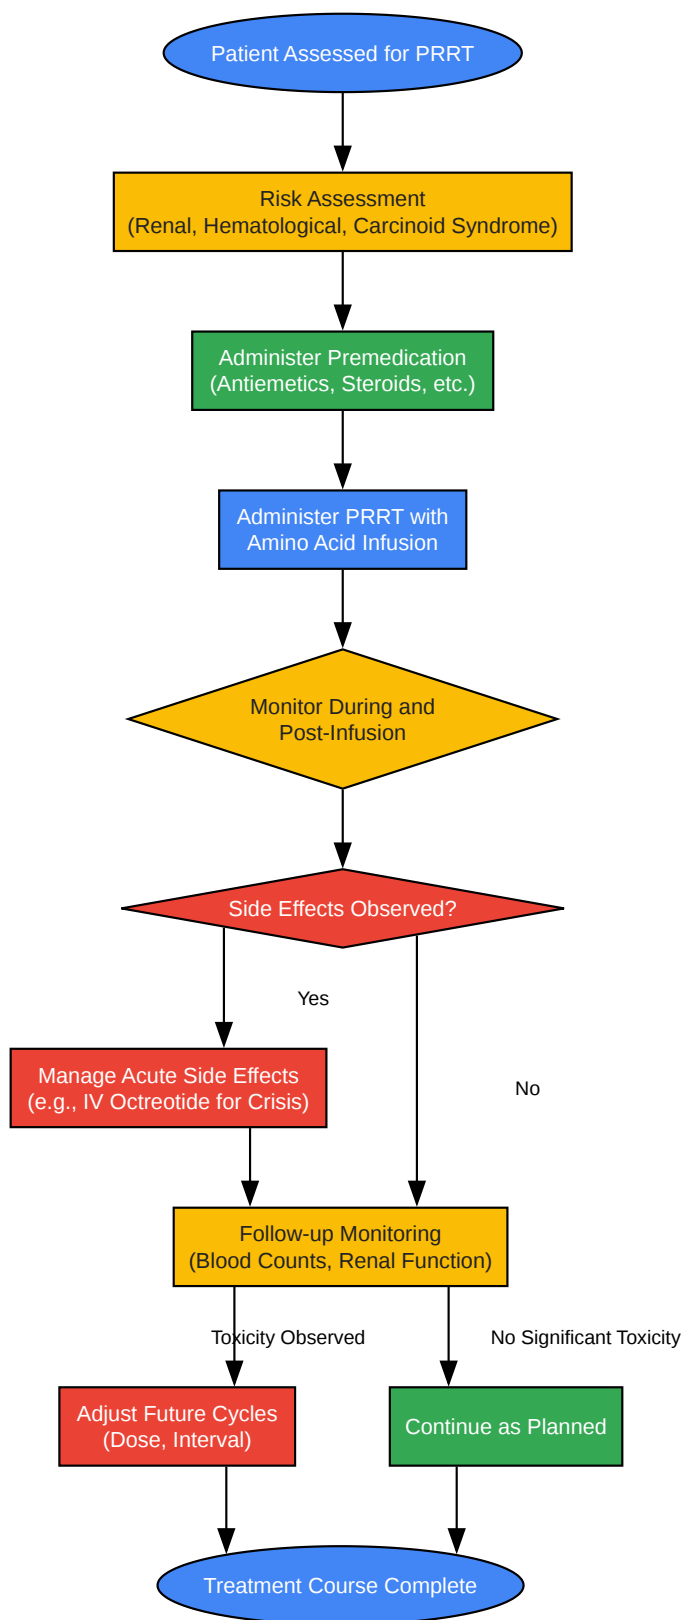 Patient Assessed for PRRT
Risk Assessment
(Renal, Hematological, Carcinoid Syndrome)
Administer Premedication
(Antiemetics, Steroids, etc.)
Administer PRRT with
Amino Acid Infusion
Monitor During and
Post-Infusion
Side Effects Observed?
Yes
Manage Acute Side Effects
(e.g., IV Octreotide for Crisis)
No
Follow-up Monitoring
(Blood Counts, Renal Function)
Toxicity Observed
No Significant Toxicity
Adjust Future Cycles
(Dose, Interval)
Continue as Planned
Treatment Course Complete